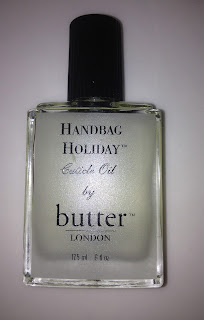 HANDBAG
HOLIDAY™
Cuticle Oil
by
butter™
LONDON